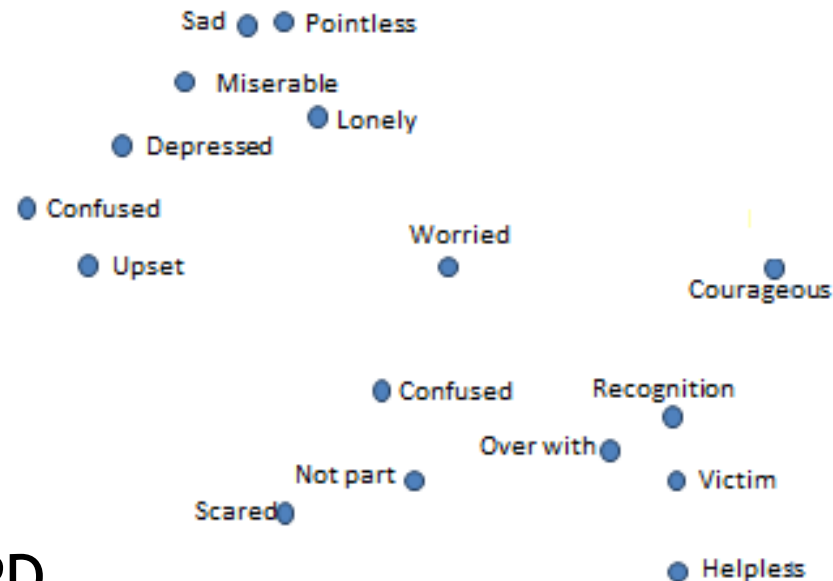 Sad Pointless
Miserable
Lonely
Depressed
Confused
Worried
Upset
Courageous
Confused
Recognition
Over with
Not part
Victim
Scared
Helpless